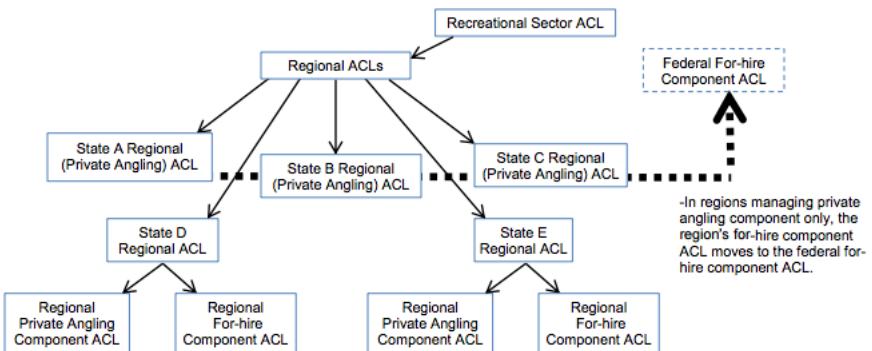 Recreational Sector ACL
Regional ACLs
Federal For-hire
Component ACL
State A Regional
(Private Angling) ACL
State B Regional
(Private Angling) ACL
State C Regional
(Private Angling) ACL
-In regions managing private
angling component only, the
region's for-hire component
ACL moves to the federal for-
hire component ACL.
State D
Regional ACL
State E
Regional ACL
Regional
Private Angling
Component ACL
Regional
For-hire
Component ACL
Regional
Private Angling
Component ACL
Regional
For-hire
Component ACL